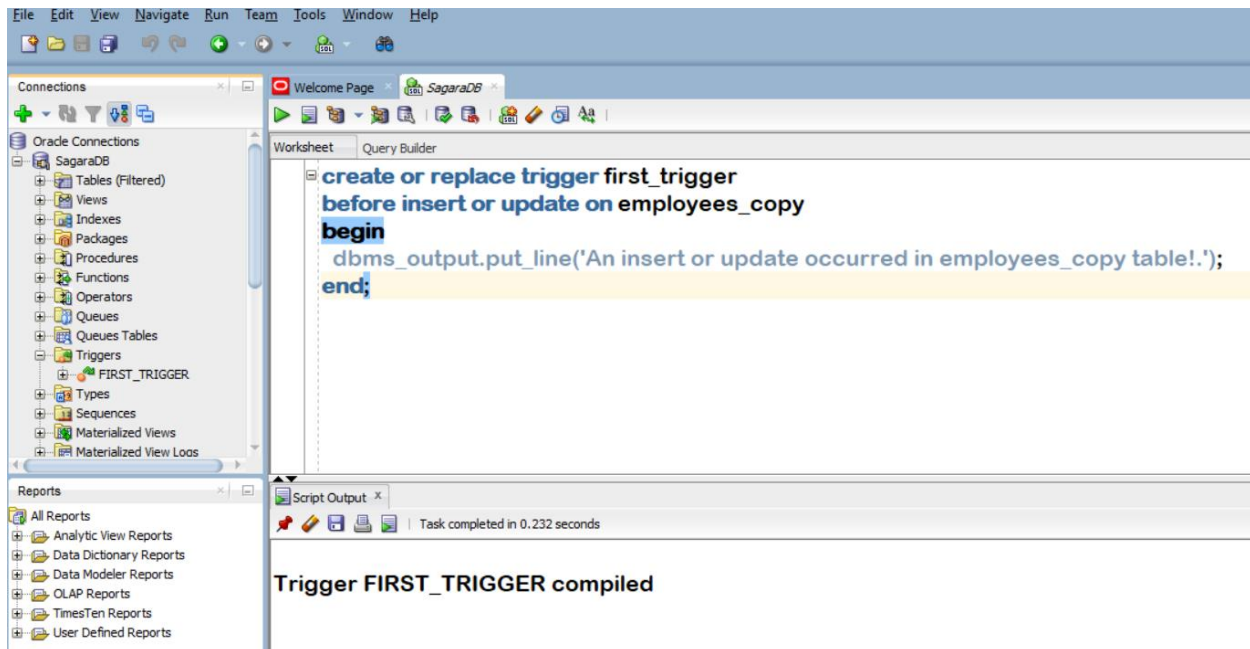 File Edit View Navigate Run Team Tools Window Help
Connections
Oracle Connections
SagaraDB
Tables (Filtered)
Views
Indexes
Packages
Procedures
Functions
Operators
Queues
Queues Tables
Triggers
FIRST_TRIGGER
Types
Sequences
Materialized Views
Materialized View Logs
Reports
All Reports
Analytic View Reports
Data Dictionary Reports
Data Modeler Reports
OLAP Reports
TimesTen Reports
User Defined Reports
Welcome Page SagaraDB
Worksheet Query Builder
create or replace trigger first_trigger
before insert or update on employees_copy
begin
dbms_output.put_line('An insert or update occurred in employees_copy table!.');
end;
Script Output x
Task completed in 0.232 seconds
Trigger FIRST_TRIGGER compiled